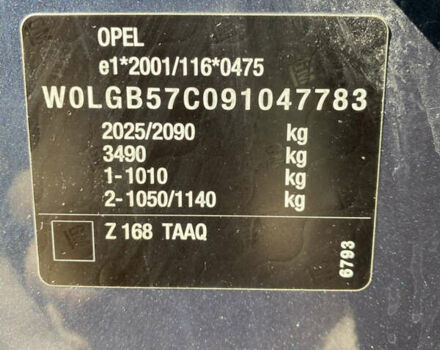 OPEL
e1*2001/116*0475
W0LGB57C091047783
2025/2090 kg
3490 kg
1-1010 kg
2-1050/1140 kg
Z 168 TAAQ
6793